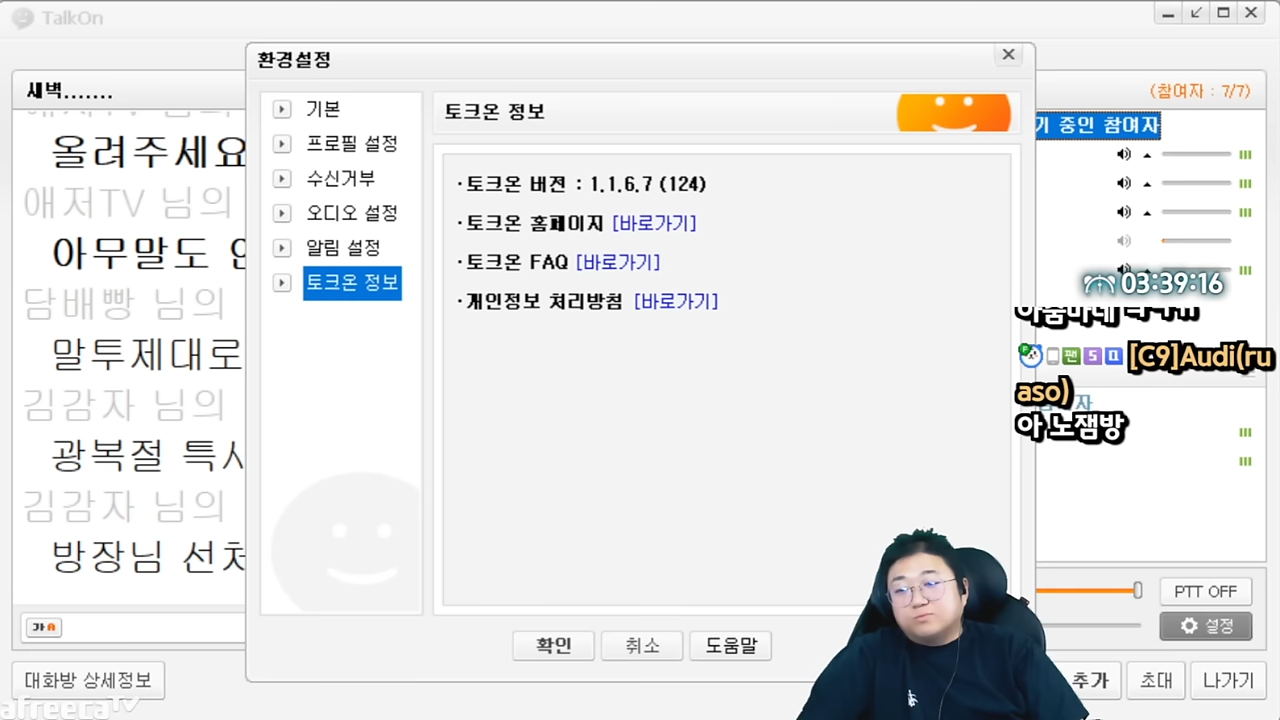 TalkOn
환경설정
새벽.......
(참여자 : 7/7)
기 중인 참여자
올려주세요
애저TV 님의
아무말도
담배빵 님의
말투제대로
김감자 님의
광복절 특사
김감자 님의
방장님 선처
기본
프로필 설정
수신거부
오디오 설정
알림 설정
토크온 정보
토크온 정보
·토크온 버전 : 1.1.6.7 (124)
·토크온 홈페이지 [바로가기]
·토크온 FAQ [바로가기]
·개인정보 처리방침 [바로가기]
확인
취소
도움말
03:39:16
팬
[C9]Audi(ru
aso)
아 노잼방
PTT OFF
설정
가
대화방 상세정보
추가
초대
나가기
afreecaTV